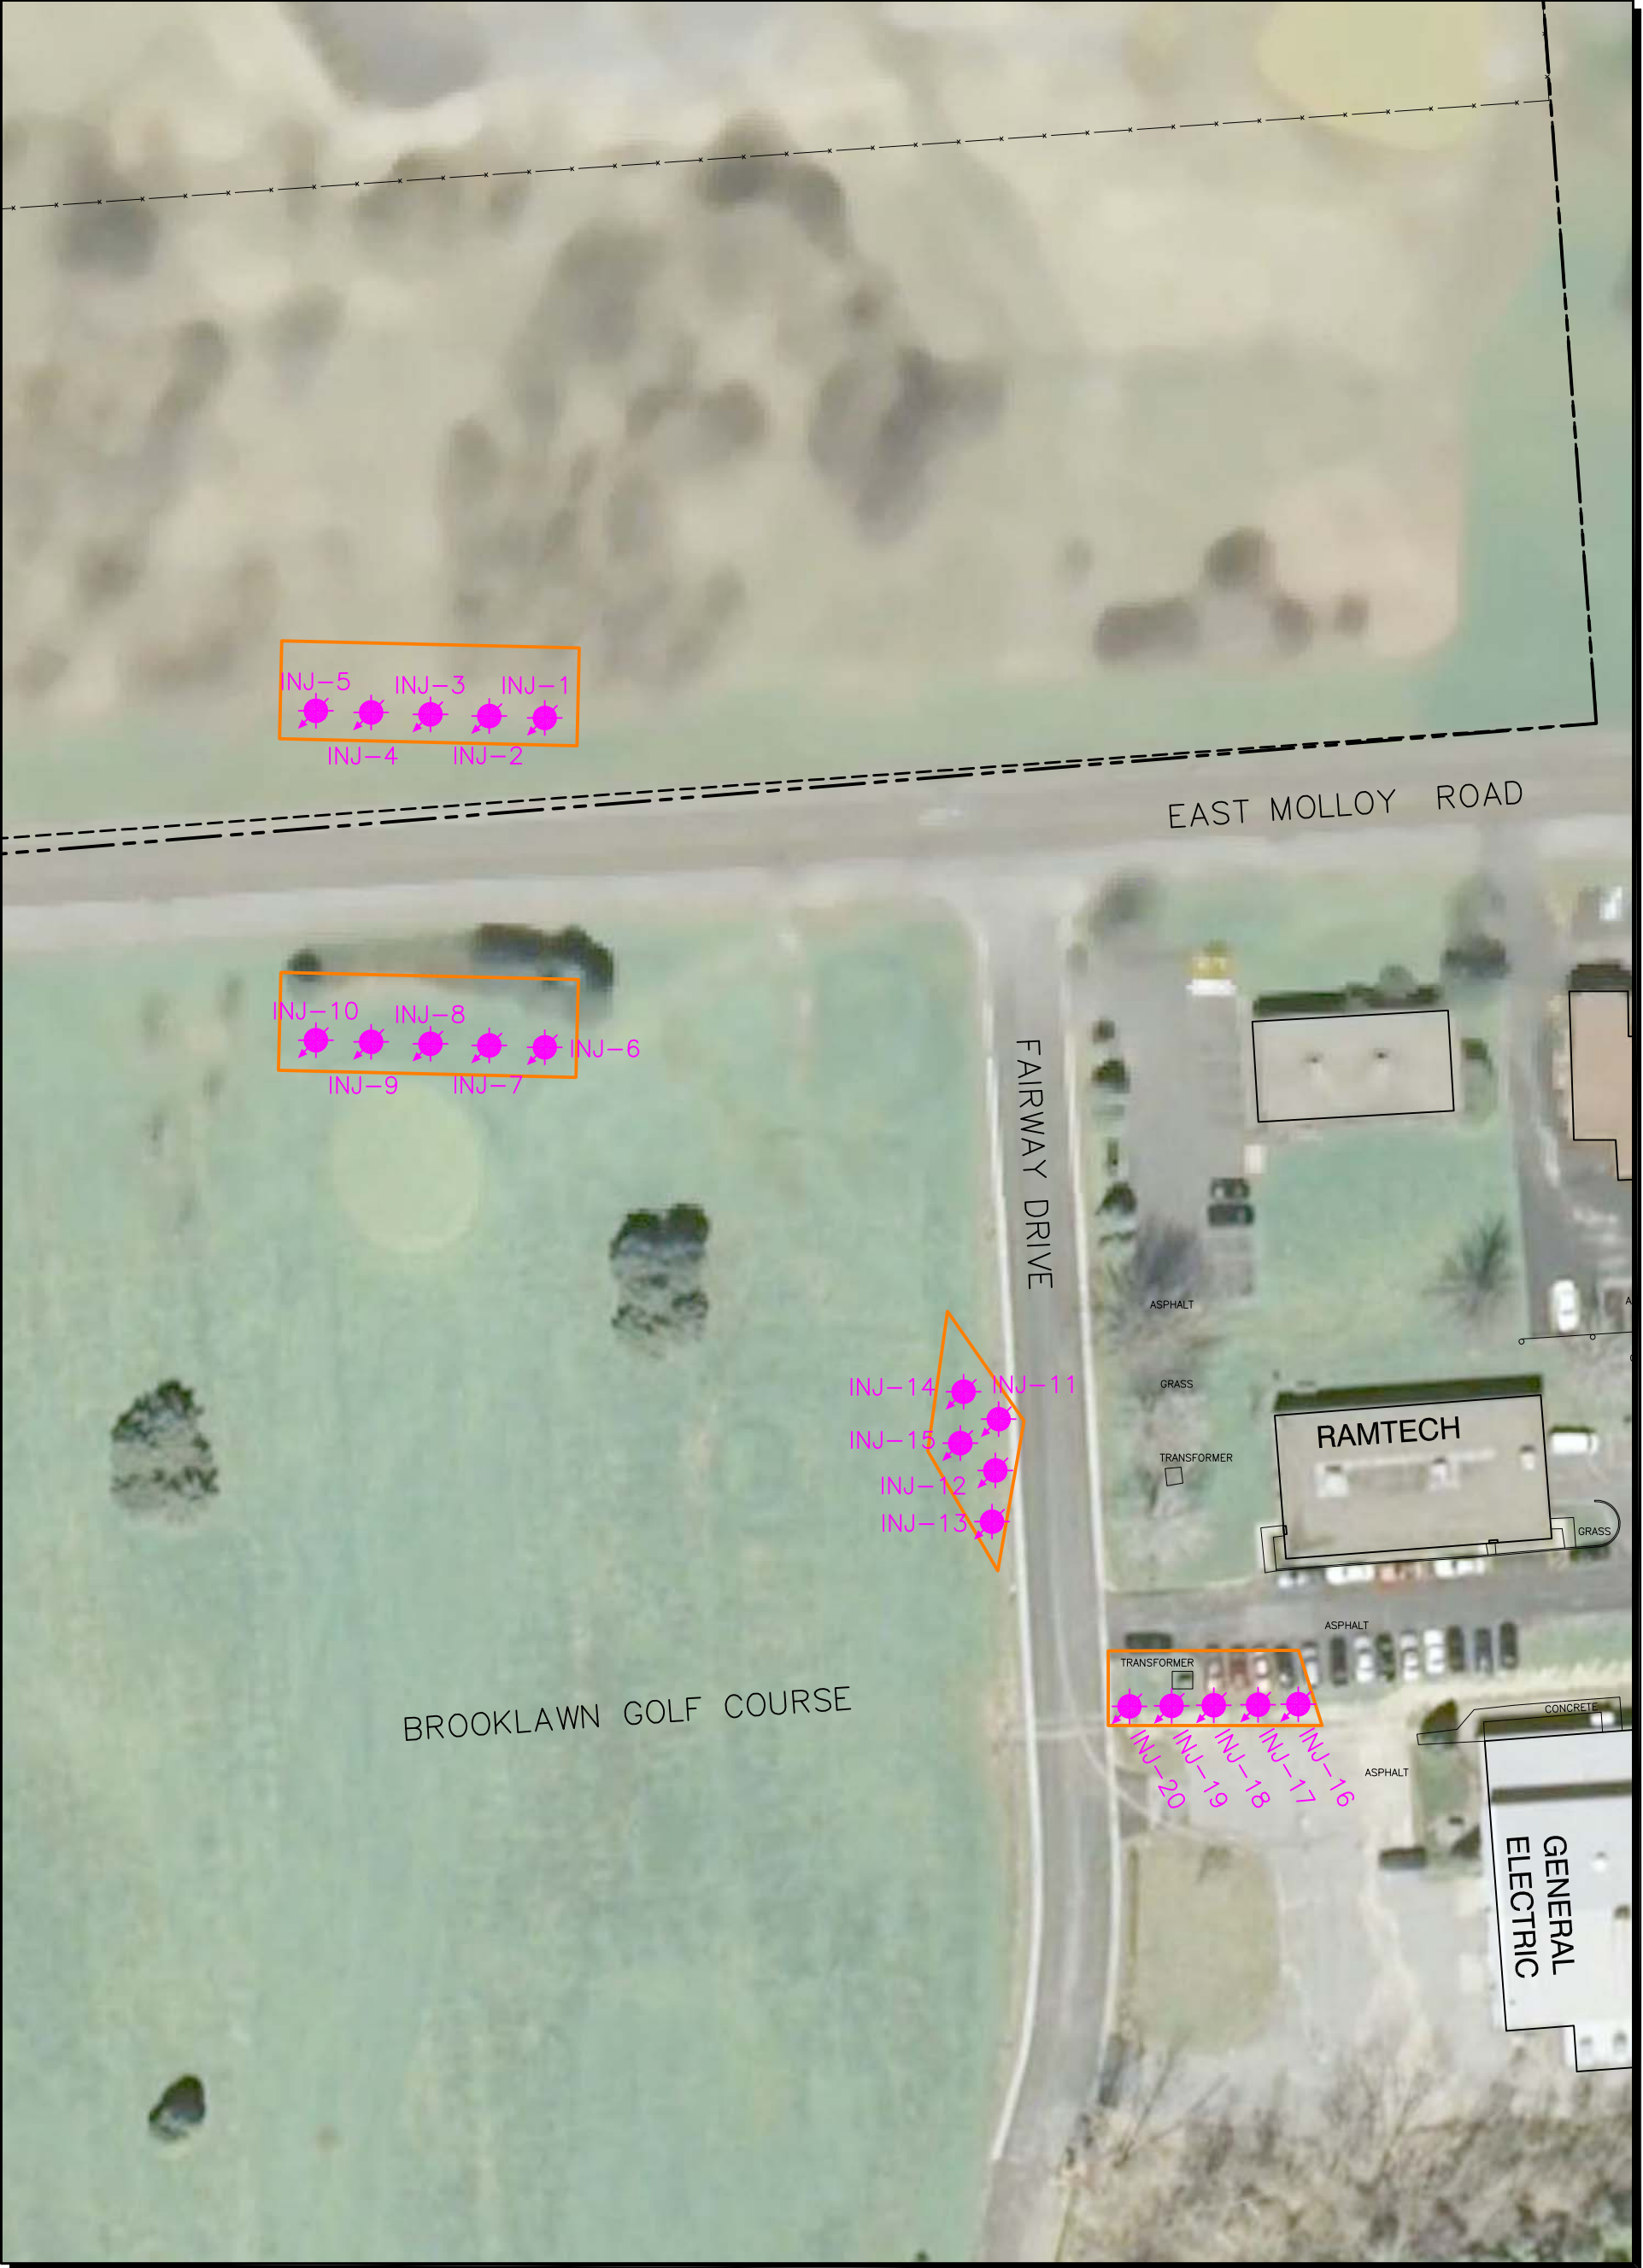 INJ-5
INJ-3
INJ-1
INJ-4
INJ-2
EAST MOLLOY ROAD
INJ-10
INJ-8
INJ-6
INJ-9
INJ-7
FAIRWAY DRIVE
ASPHALT
A
GRASS
INJ-14
INJ-11
RAMTECH
INJ-15
TRANSFORMER
INJ-12
INJ-13
GRASS
ASPHALT
TRANSFORMER
BROOKLAWN GOLF COURSE
CONCRETE
INJ-20
INJ-19
INJ-18
INJ-17
INJ-16
ASPHALT
GENERAL
ELECTRIC